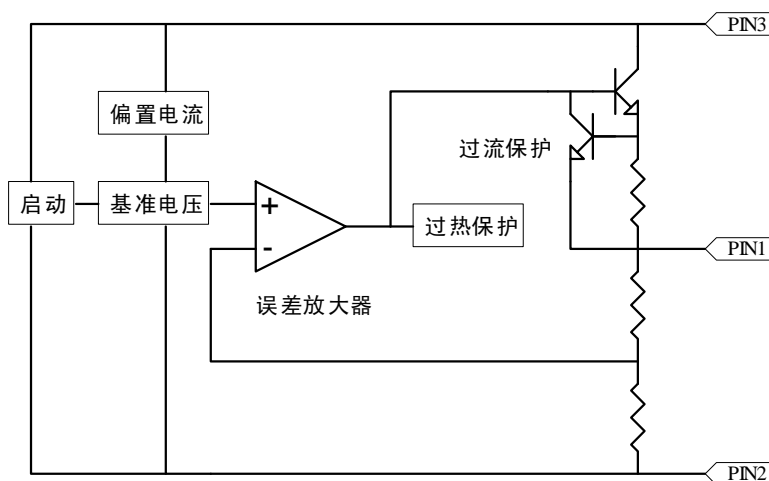 PIN3
偏置电流
过流保护
启动
基准电压
+
过热保护
-
PIN1
误差放大器
PIN2